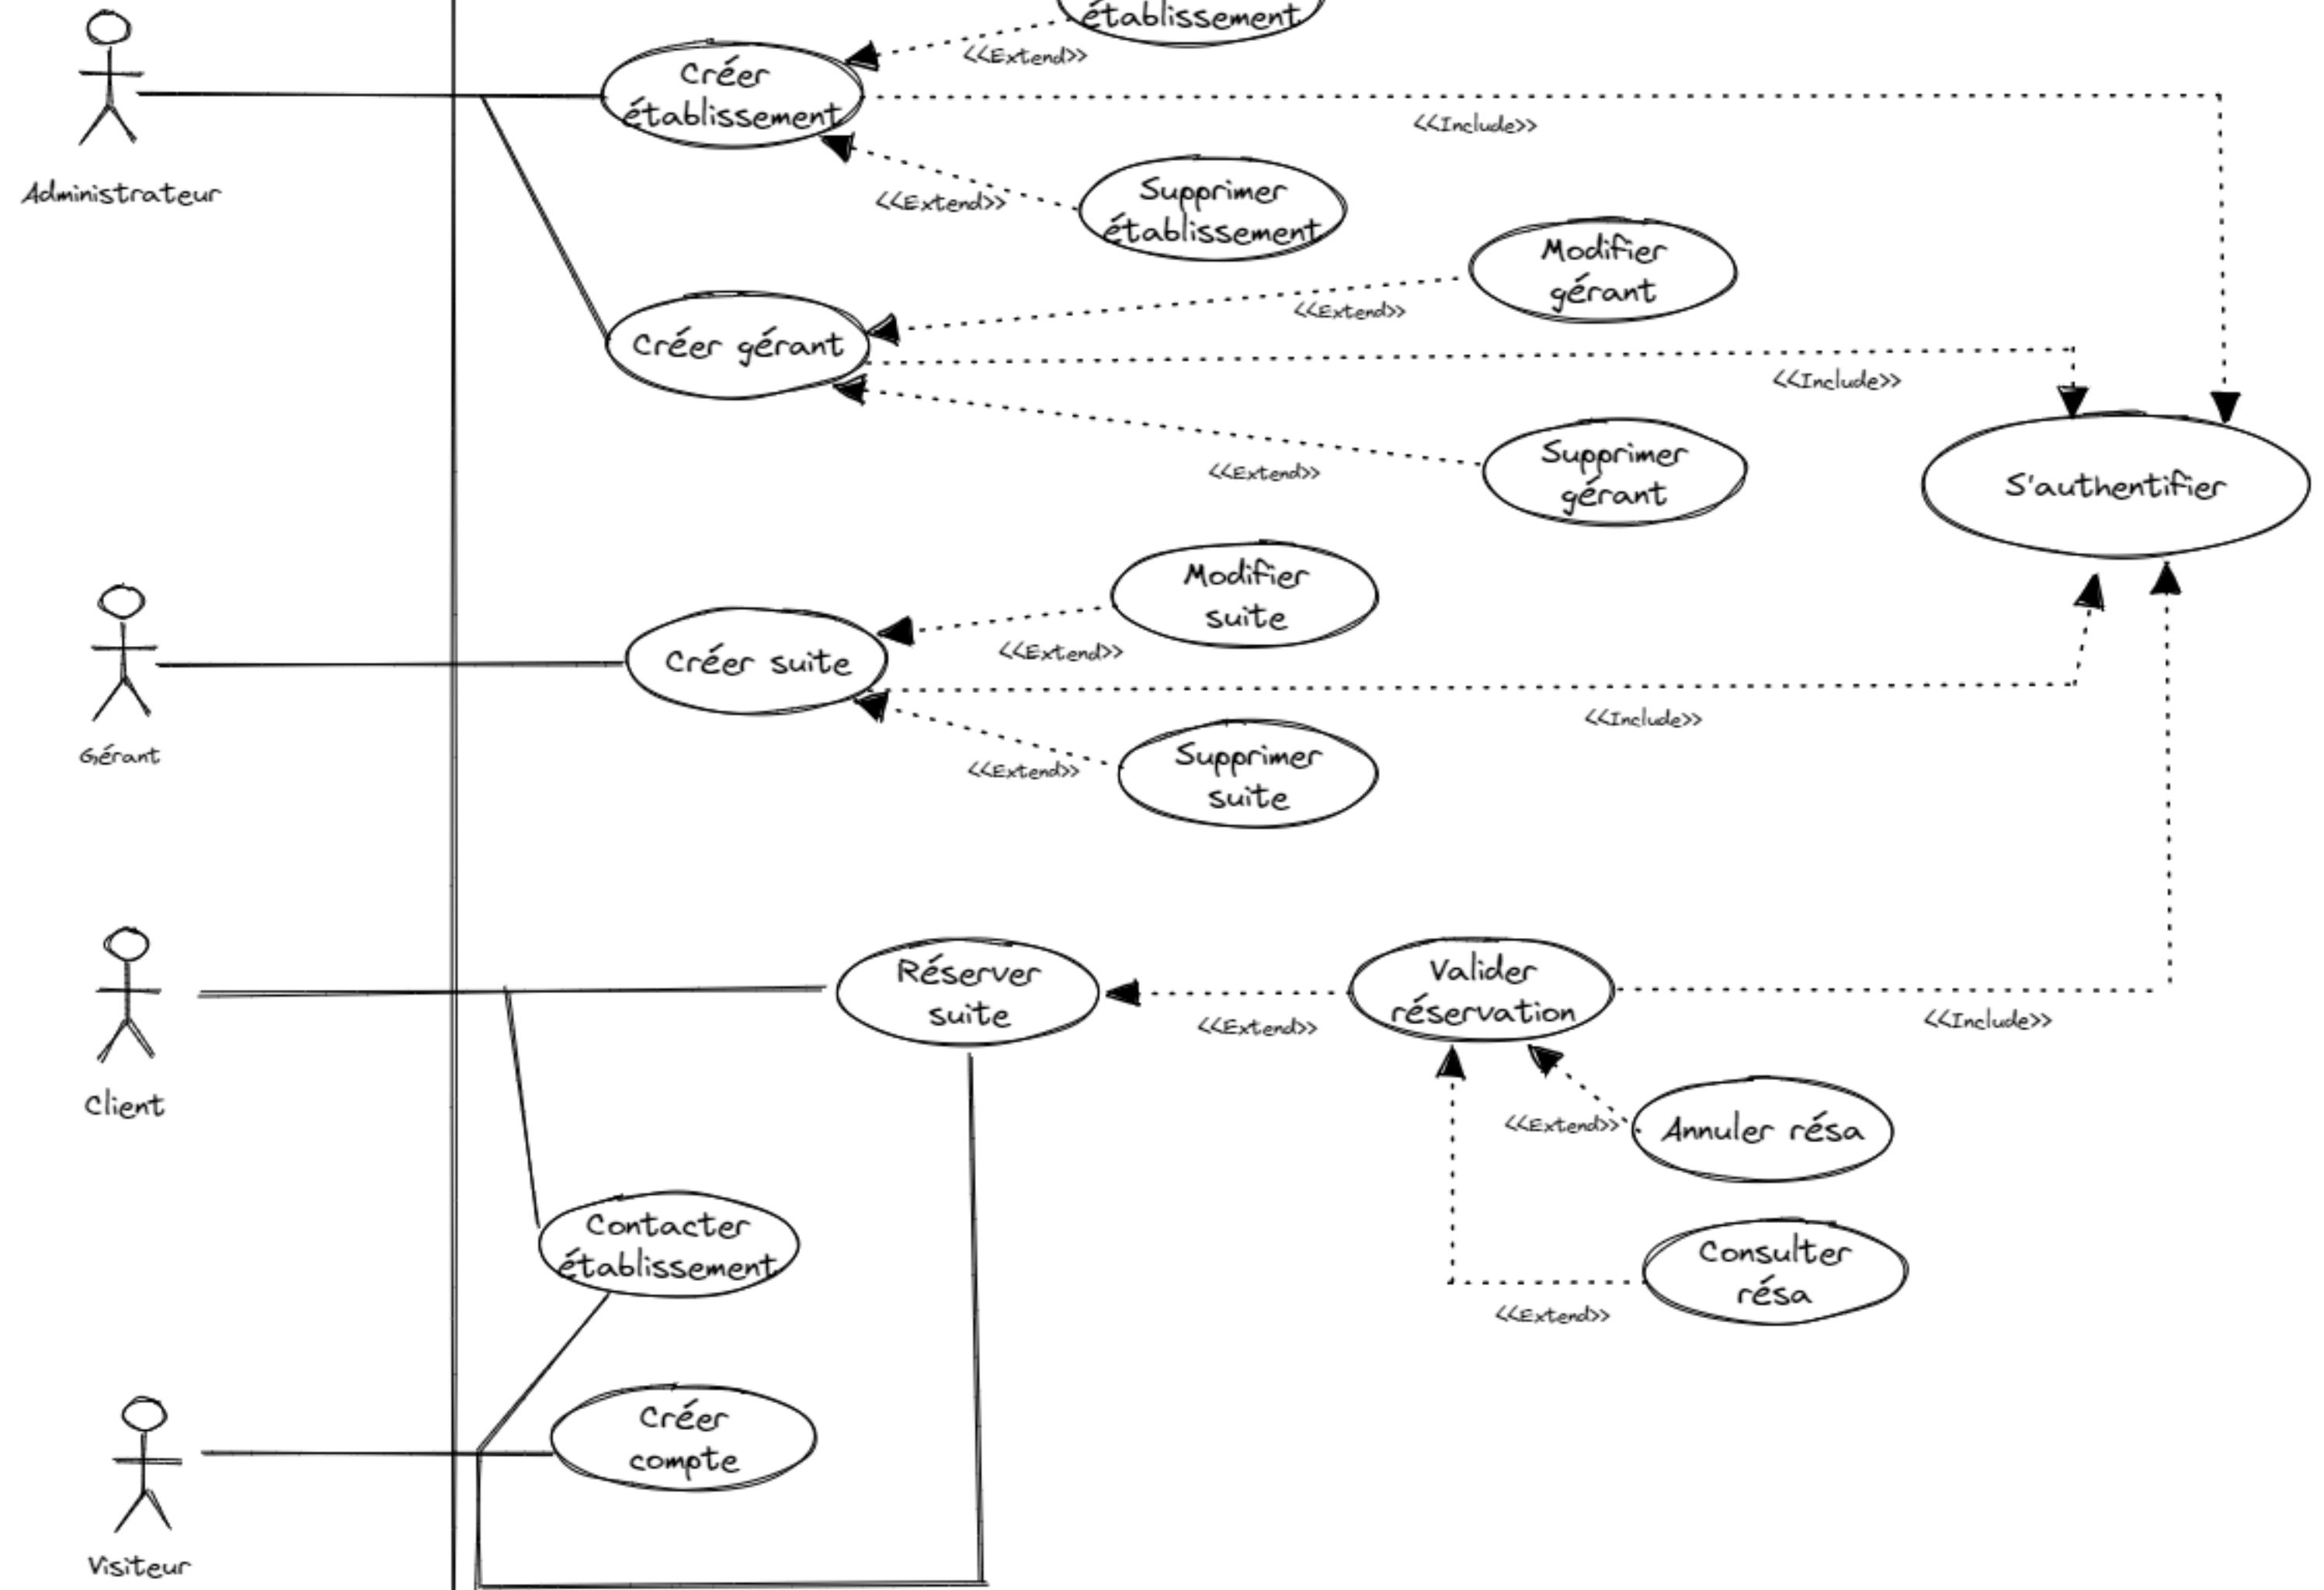 établissement
<<Extend>>
Créer
établissement
<<Include>>
Administrateur
<<Extend>>
Supprimer
établissement
Modifier
gérant
<<Extend>>
Créer gérant
<<Include>>
<<Extend>>
Supprimer
gérant
S'authentifier
Modifier
suite
<<Extend>>
Créer suite
<<Include>>
Gérant
<<Extend>>
Supprimer
suite
Réserver
suite
Valider
réservation
<<Extend>>
<<Include>>
Client
<<Extend>>
Annuler résa
Contacter
établissement
Consulter
résa
<<Extend>>
Créer
compte
Visiteur